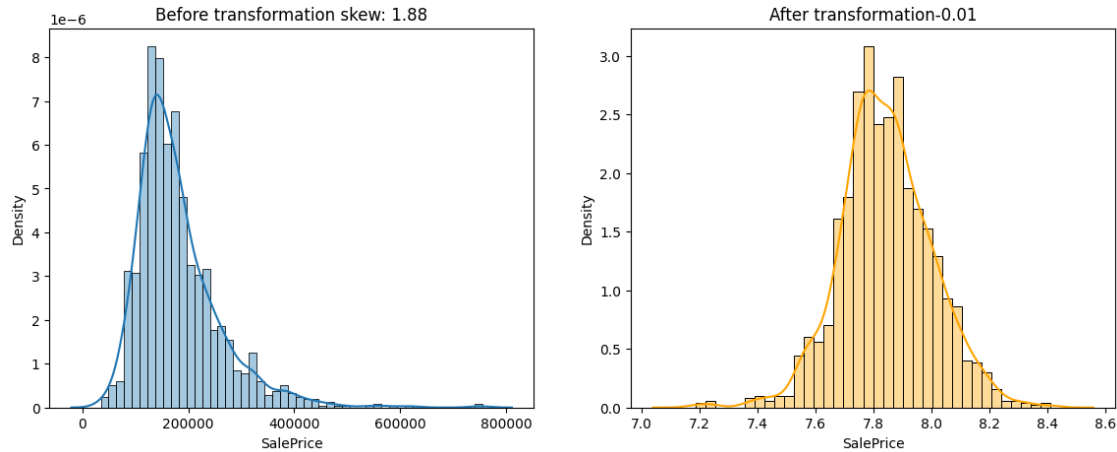 Before transformation skew: 1.88
1e-6
8
7
6
5
4
3
2
1
0
Density
0 200000 400000 600000 800000
SalePrice
After transformation-0.01
3.0
2.5
2.0
1.5
1.0
0.5
0.0
Density
7.0 7.2 7.4 7.6 7.8 8.0 8.2 8.4 8.6
SalePrice